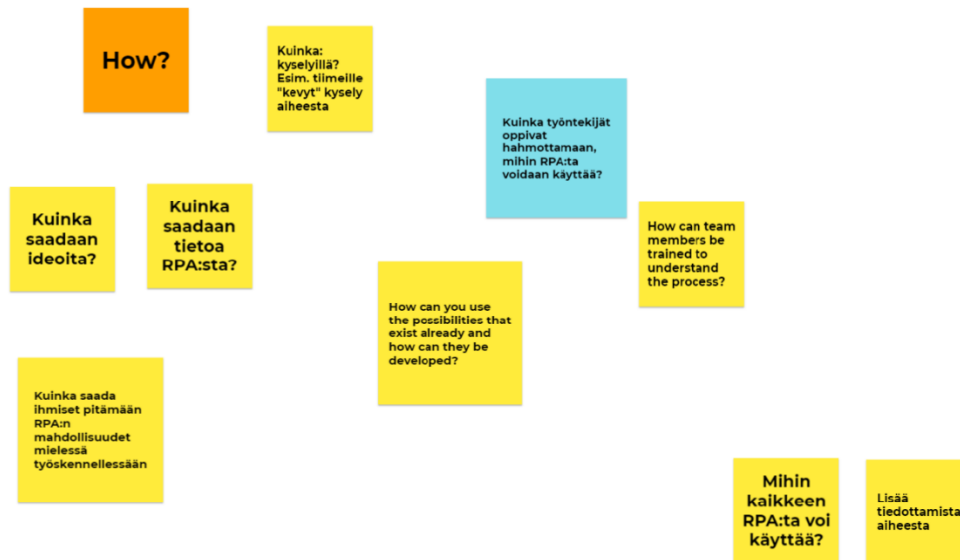 How?
Kuinka:
kyselyillä?
Esim. tiimeille
"kevyt" kysely
aiheesta
Kuinka työntekijät
oppivat
hahmottamaan,
mihin RPA:ta
voidaan käyttää?
Kuinka
saadaan
ideoita?
Kuinka
saadaan
tietoa
RPA:sta?
How can team
members be
trained to
understand
the process?
How can you use
the possibilities that
exist already and
how can they be
developed?
Kuinka saada
ihmiset pitämään
RPA:n
mahdollisuudet
mielessä
työskennellessään
Mihin
kaikkeen
RPA:ta voi
käyttää?
Lisää
tiedottamista
aiheesta